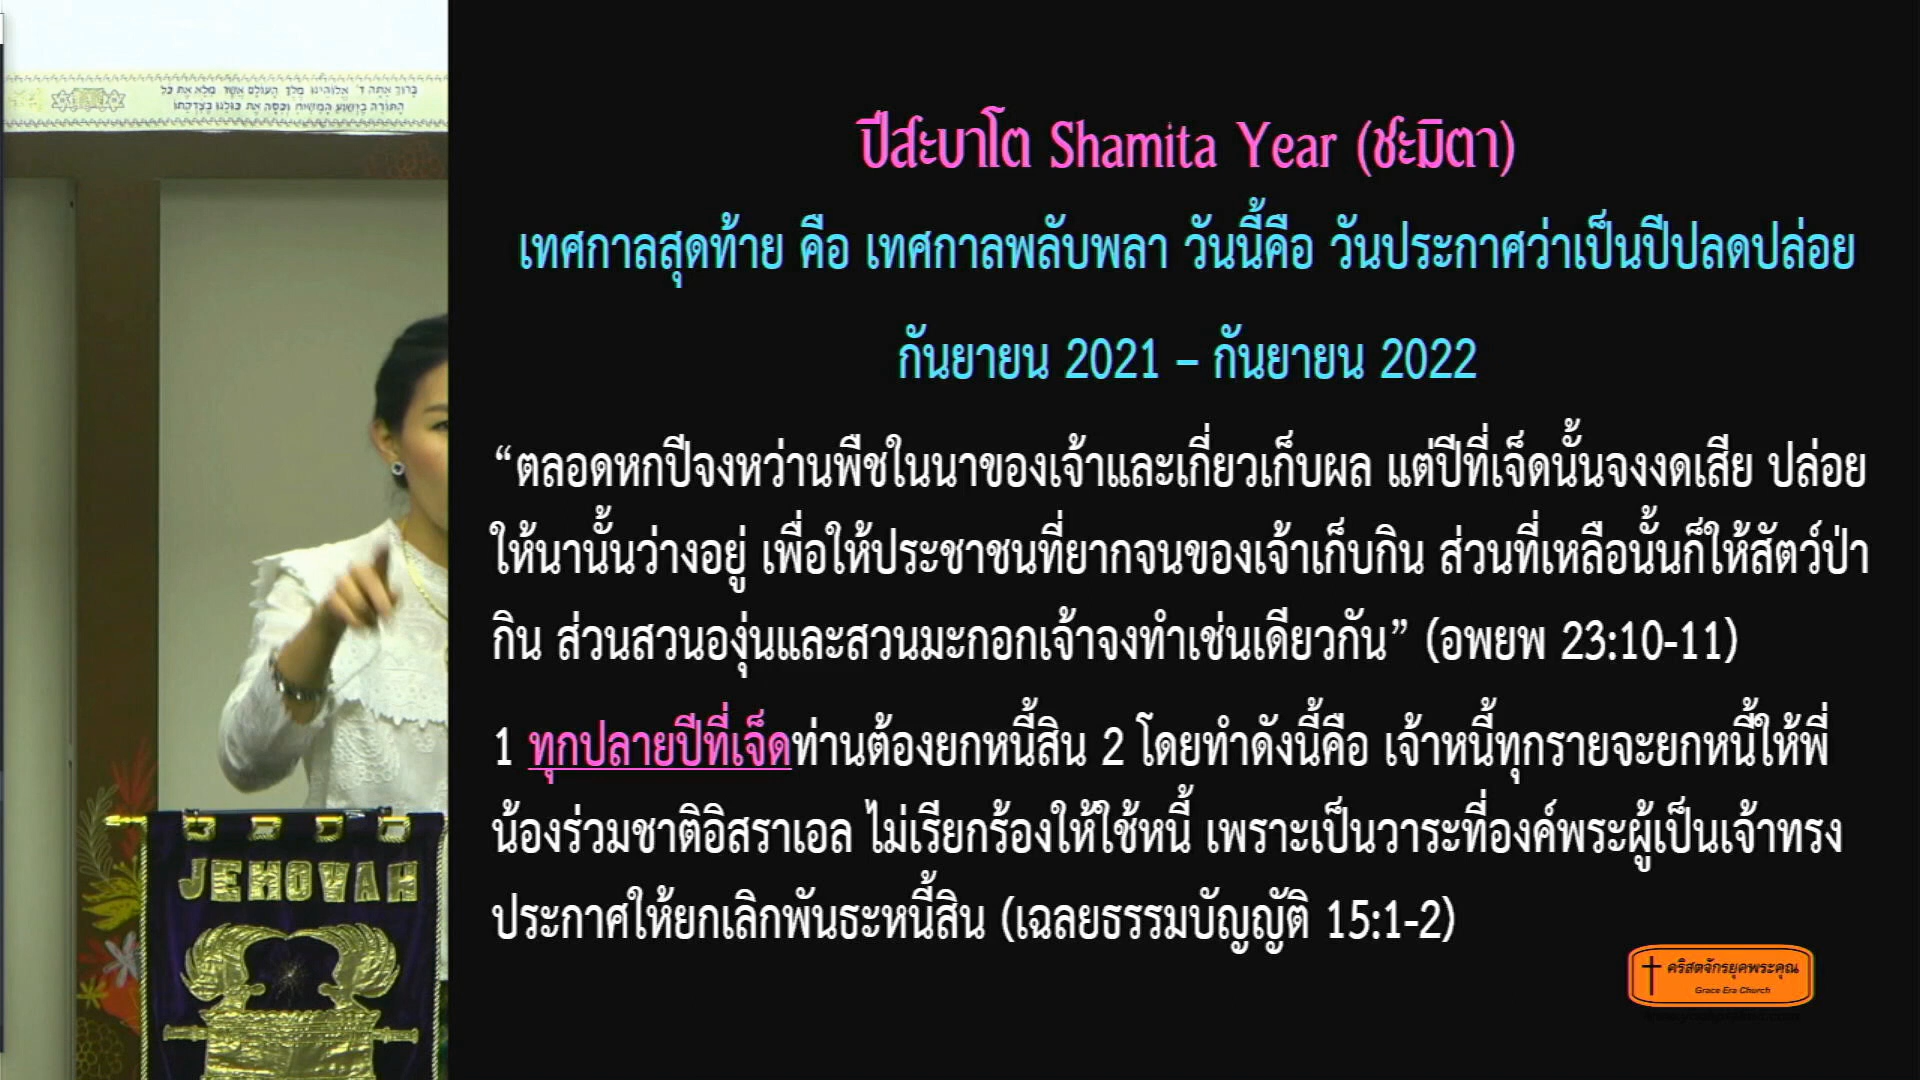 ปีสะบาโต Shamita Year (ชะมิตา)
เทศกาลสุดท้าย คือ เทศกาลพลับพลา วันนี้คือ วันประกาศว่าเป็นปีปลดปล่อย
กันยายน 2021 – กันยายน 2022
“ตลอดหกปีจงหว่านพืชในนาของเจ้าและเกี่ยวเก็บผล แต่ปีที่เจ็ดนั้นจงงดเสีย ปล่อย
ให้นานั้นว่างอยู่ เพื่อให้ประชาชนที่ยากจนของเจ้าเก็บกิน ส่วนที่เหลือนั้นก็ให้สัตว์ป่า
กิน ส่วนสวนองุ่นและสวนมะกอกเจ้าจงทำเช่นเดียวกัน” (อพยพ 23:10-11)
1 ทุกปลายปีที่เจ็ดท่านต้องยกหนี้สิน 2 โดยทำดังนี้คือ เจ้าหนี้ทุกรายจะยกหนี้ให้พี่
น้องร่วมชาติอิสราเอล ไม่เรียกร้องให้ใช้หนี้ เพราะเป็นวาระที่องค์พระผู้เป็นเจ้าทรง
ประกาศให้ยกเลิกพันธะหนี้สิน (เฉลยธรรมบัญญัติ 15:1-2)
JEHOVAH
คริสตจักรยุคพระคุณ
Grace Era Church